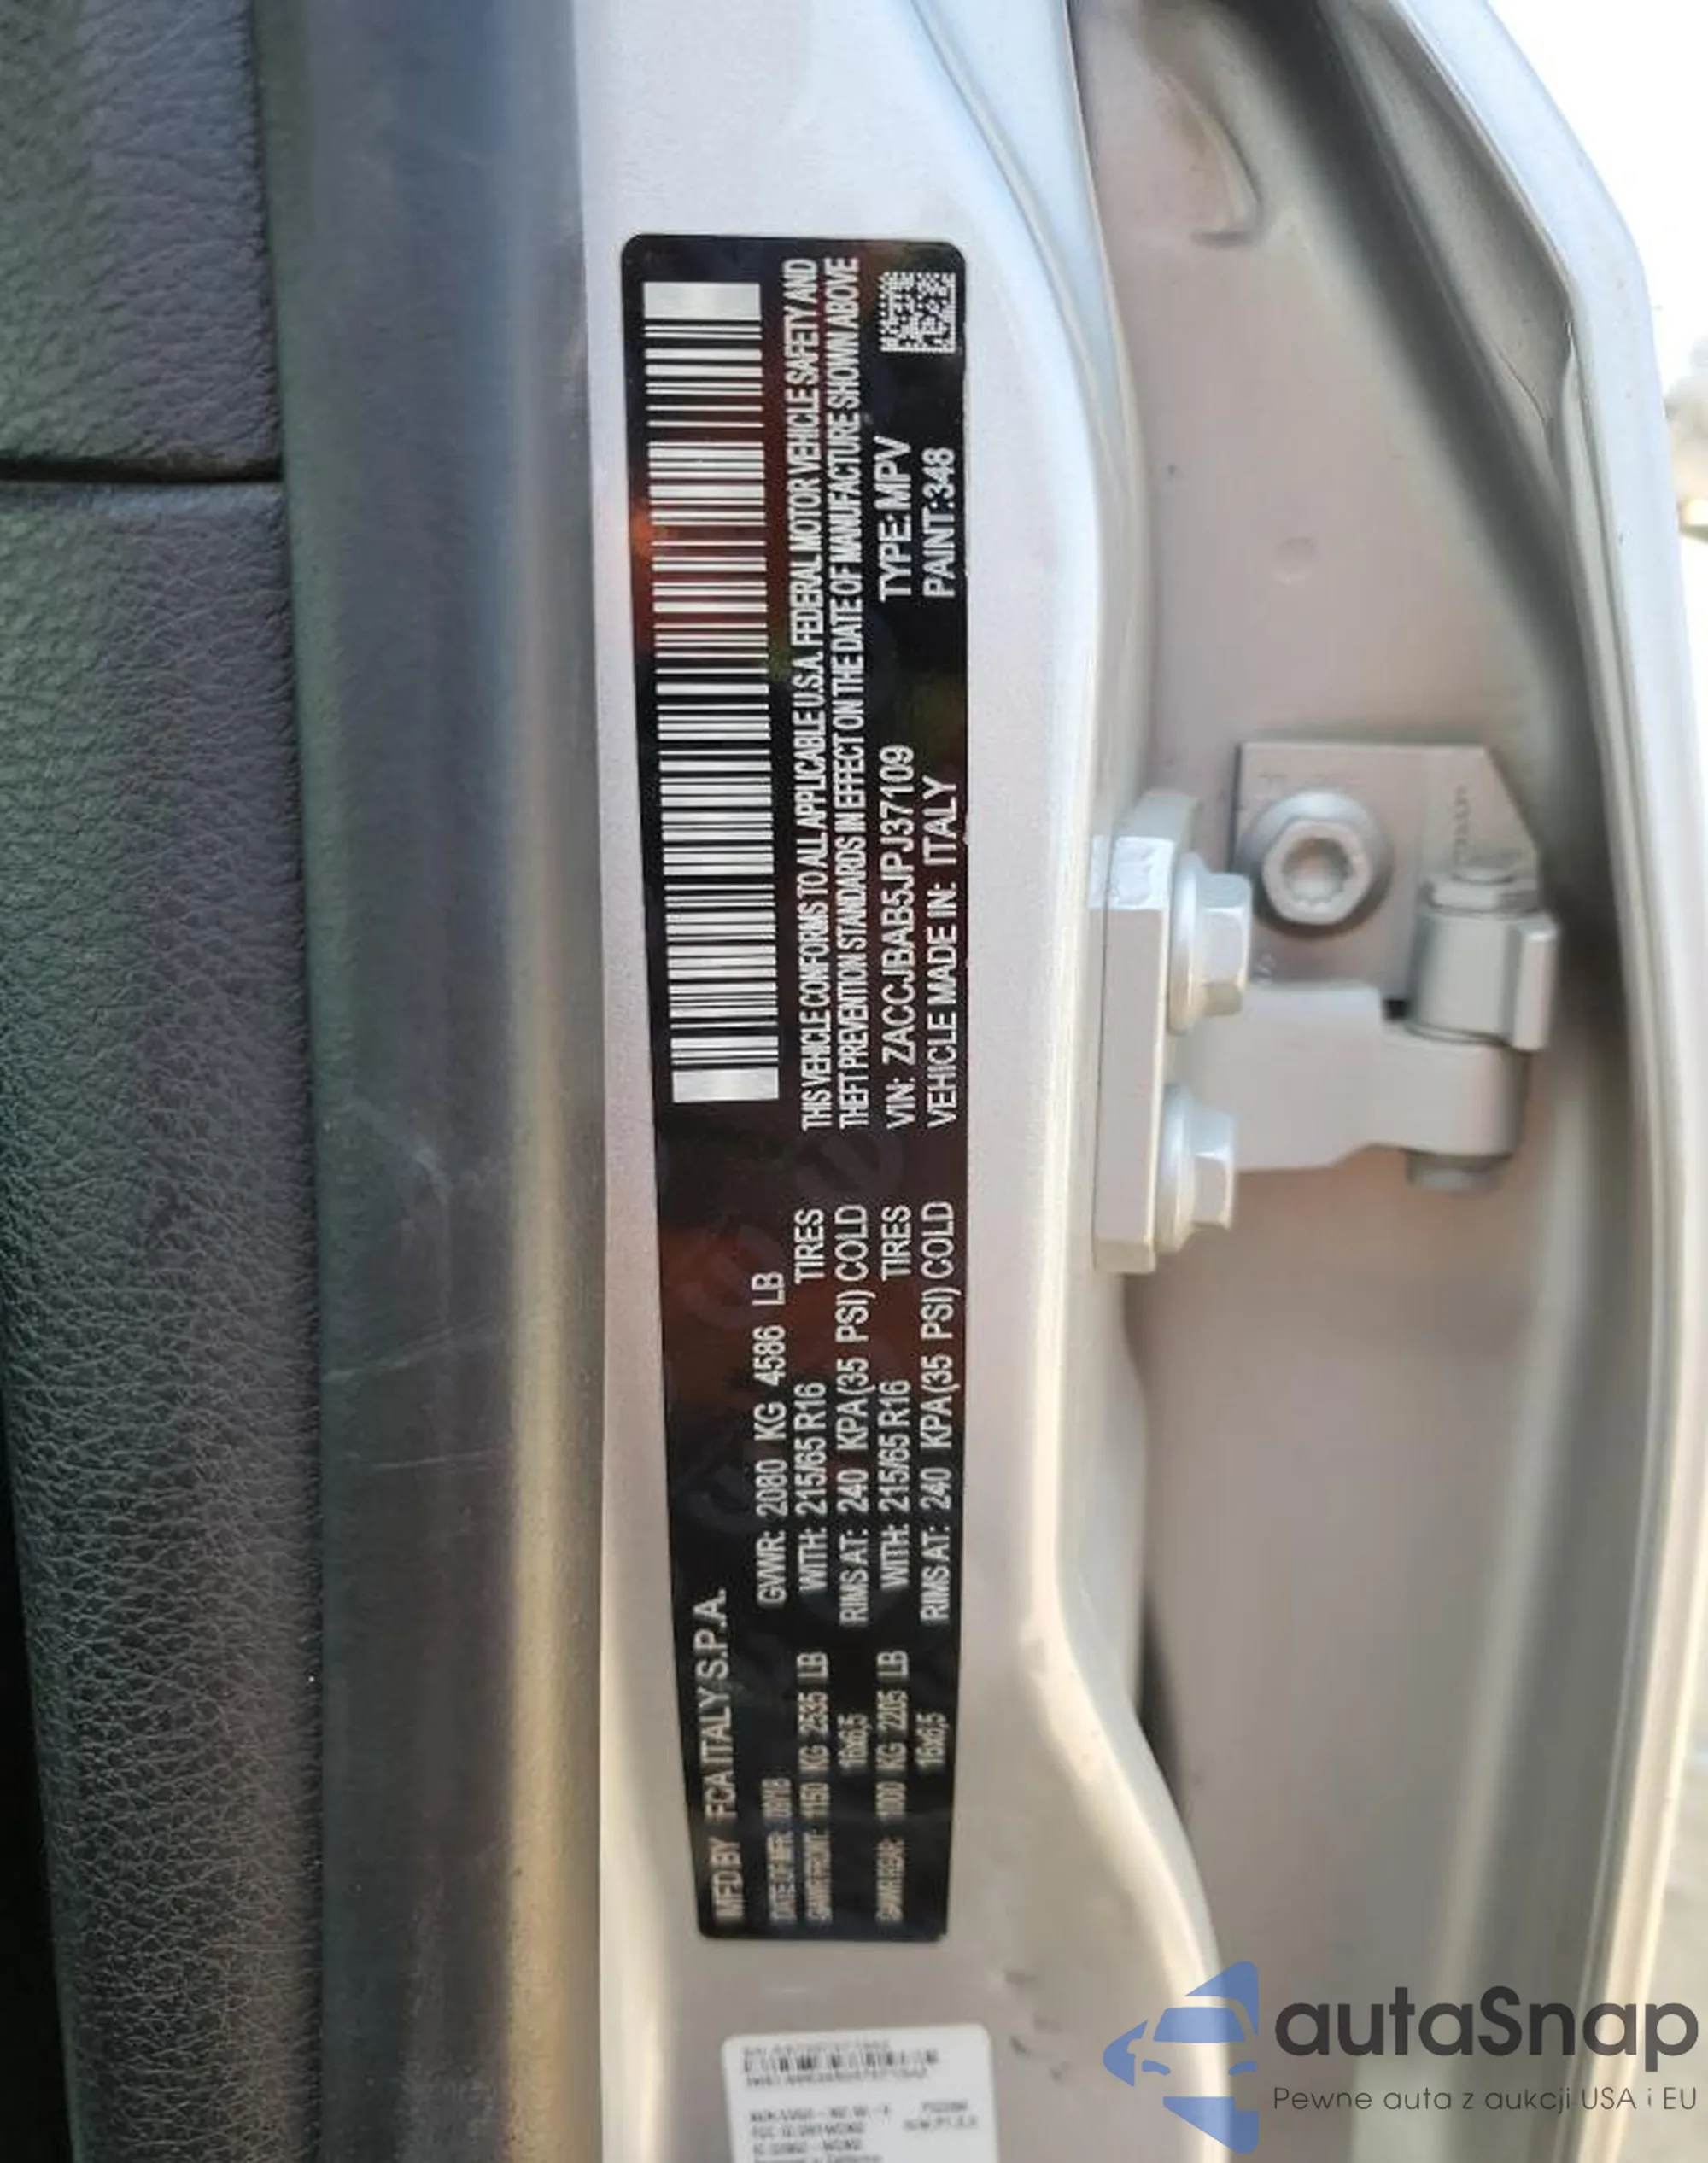 MFD BY FCA ITALY S.P.A.
DATE OF MFR: GVWR: 2080 KG 4586 LB
GAWR FRONT: 1150 KG 2535 LB WITH: 215/65 R16 TIRES
16x6,5 RIMS AT: 240 KPA (35 PSI) COLD
GAWR REAR: 1000 KG 2205 LB WITH: 215/65 R16 TIRES
16x6,5 RIMS AT: 240 KPA (35 PSI) COLD
THIS VEHICLE CONFORMS TO ALL APPLICABLE U.S.A. FEDERAL MOTOR VEHICLE SAFETY AND
THEFT PREVENTION STANDARDS IN EFFECT ON THE DATE OF MANUFACTURE SHOWN ABOVE
VIN: ZACCJBAB5JPJ37109 TYPE: MPV
VEHICLE MADE IN: ITALY PAINT:348
autaSnap
Pewne auta z aukcji USA i EU